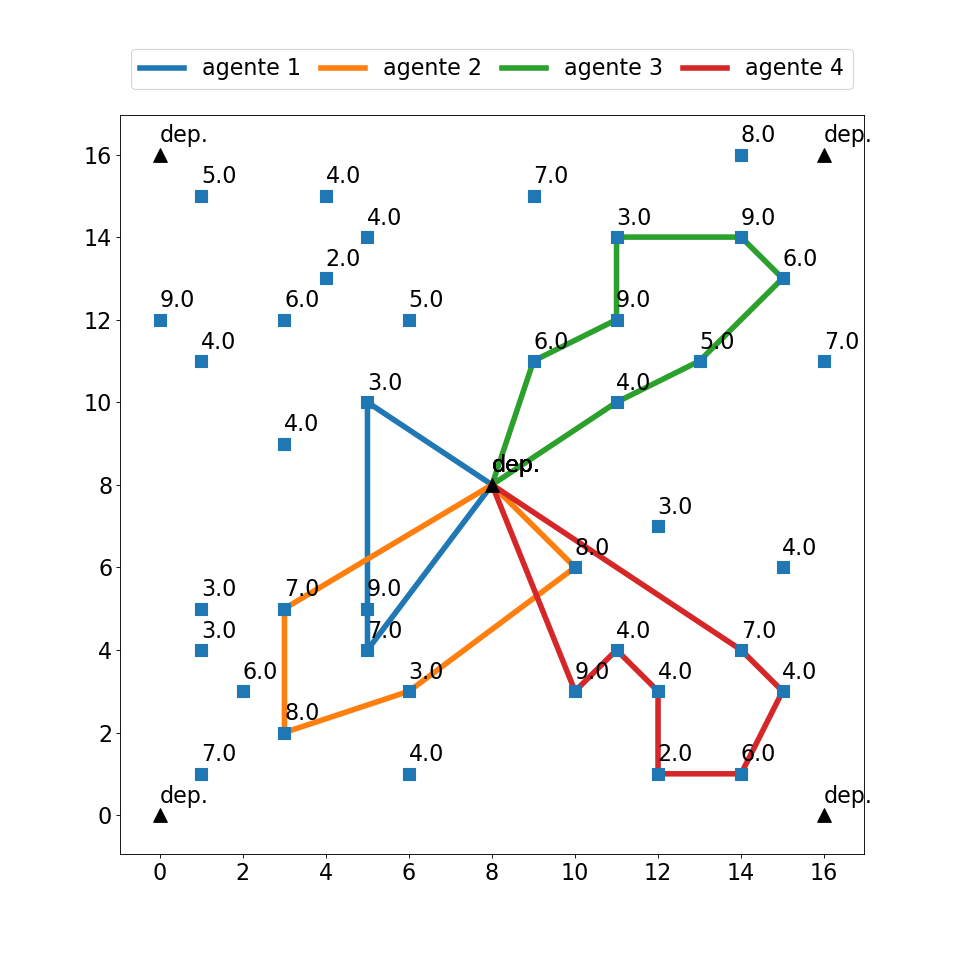 agente 1 agente 2 agente 3 agente 4
dep. 8.0 dep.
16
5.0 4.0 7.0
4.0 3.0 9.0
14
2.0 6.0
9.0 6.0 5.0 9.0
12
4.0 6.0 5.0 7.0
3.0 4.0
10
4.0
dep. dep.
8
3.0
8.0 4.0
6
3.0 7.0 9.0
3.0 7.0 4.0 7.0
4
6.0 3.0 9.0 4.0 4.0
8.0
2
7.0 4.0 2.0 6.0
dep. dep.
0
0 2 4 6 8 10 12 14 16